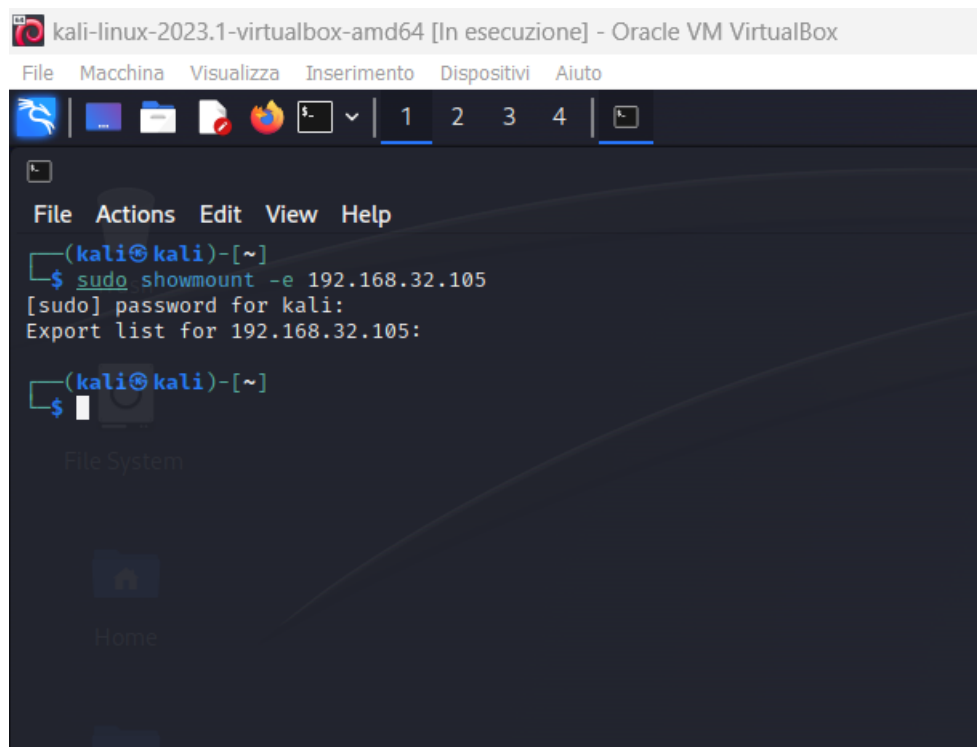 kali-linux-2023.1-virtualbox-amd64 [In esecuzione] - Oracle VM VirtualBox
File Macchina Visualizza Inserimento Dispositivi Aiuto
1 2 3 4
File Actions Edit View Help
┌──(kali㉿kali)-[~]
└─$ sudo showmount -e 192.168.32.105
[sudo] password for kali:
Export list for 192.168.32.105:
┌──(kali㉿kali)-[~]
└─$
File System
Home